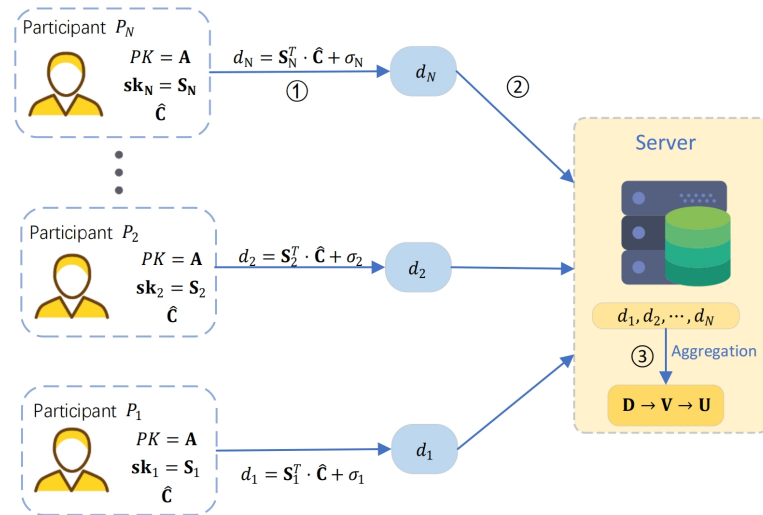 Participant P_N
PK = A
sk_N = S_N
Ĉ
d_N = S_N^T · Ĉ + σ_N
①
d_N
②
Server
Participant P_2
PK = A
sk_2 = S_2
Ĉ
d_2 = S_2^T · Ĉ + σ_2
d_2
d_1, d_2, ⋯, d_N
③ Aggregation
D → V → U
Participant P_1
PK = A
sk_1 = S_1
Ĉ
d_1 = S_1^T · Ĉ + σ_1
d_1